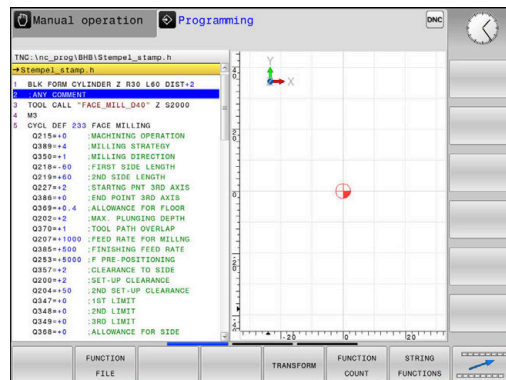 Manual operation
Programming
DNC
TNC:\nc_prog\BHB\Stempel_stamp.h
→Stempel_stamp.h
1 BLK FORM CYLINDER Z R30 L60 DIST+2
2 ;ANY COMMENT
3 TOOL CALL "FACE_MILL_D40" Z S2000
4 M3
5 CYCL DEF 233 FACE MILLING
Q215=+0 ;MACHINING OPERATION
Q389=+4 ;MILLING STRATEGY
Q350=+1 ;MILLING DIRECTION
Q218=-60 ;FIRST SIDE LENGTH
Q219=+60 ;2ND SIDE LENGTH
Q227=+2 ;STARTNG PNT 3RD AXIS
Q386=+0 ;END POINT 3RD AXIS
Q369=+0.4 ;ALLOWANCE FOR FLOOR
Q202=+2 ;MAX. PLUNGING DEPTH
Q370=+1 ;TOOL PATH OVERLAP
Q207=+1000 ;FEED RATE FOR MILLNG
Q385=+500 ;FINISHING FEED RATE
Q253=+5000 ;F PRE-POSITIONING
Q357=+2 ;CLEARANCE TO SIDE
Q200=+2 ;SET-UP CLEARANCE
Q204=+50 ;2ND SET-UP CLEARANCE
Q347=+0 ;1ST LIMIT
Q348=+0 ;2ND LIMIT
Q349=+0 ;3RD LIMIT
Q368=+0 ;ALLOWANCE FOR SIDE
Y
X
40
20
0
-20
-40
-20
0
20
FUNCTION
FILE
TRANSFORM
FUNCTION
COUNT
STRING
FUNCTIONS